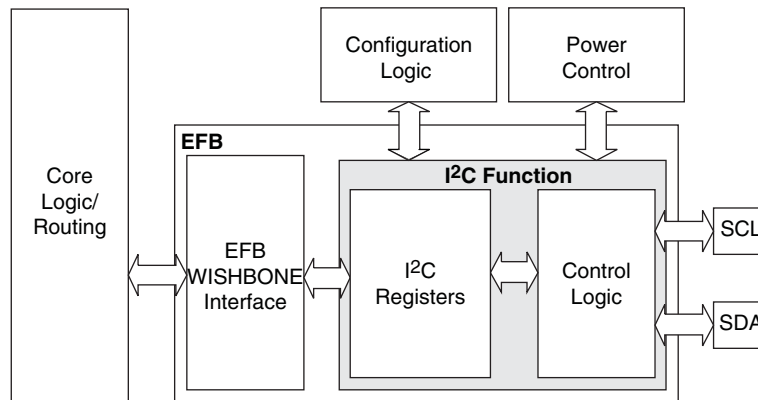 Configuration
Logic
Power
Control
EFB
I²C Function
Core
Logic/
Routing
EFB
WISHBONE
Interface
I²C
Registers
Control
Logic
SCL
SDA